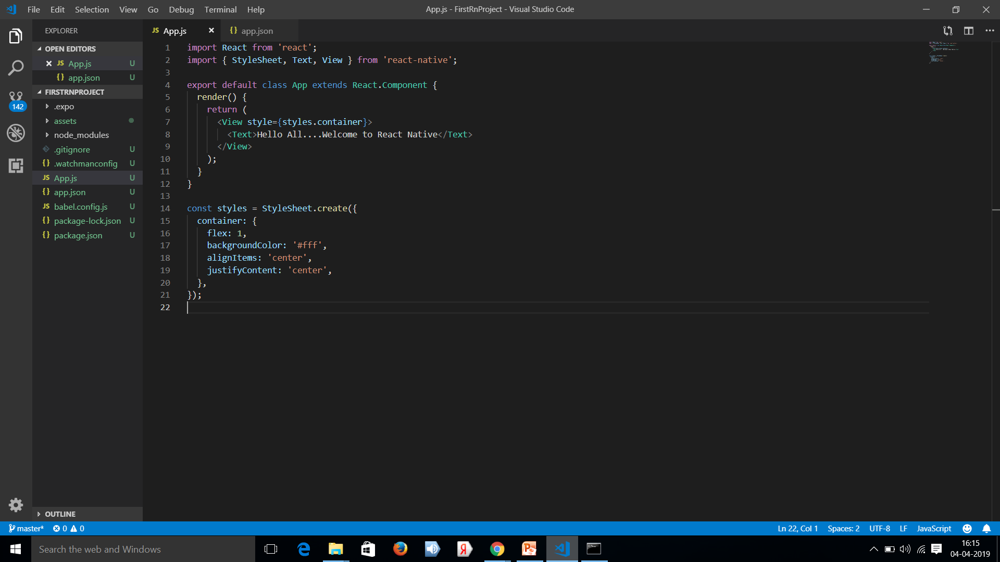 File Edit Selection View Go Debug Terminal Help
App.js - FirstRnProject - Visual Studio Code
EXPLORER
OPEN EDITORS
JS App.js U
{} app.json U
FIRSTRNPROJECT
.expo
assets
node_modules
.gitignore U
{} .watchmanconfig U
JS App.js U
{} app.json U
JS babel.config.js U
{} package-lock.json U
{} package.json U
OUTLINE
142
JS App.js
{} app.json
1 import React from 'react';
2 import { StyleSheet, Text, View } from 'react-native';
3
4 export default class App extends React.Component {
5   render() {
6     return (
7       <View style={styles.container}>
8         <Text>Hello All....Welcome to React Native</Text>
9       </View>
10     );
11   }
12 }
13
14 const styles = StyleSheet.create({
15   container: {
16     flex: 1,
17     backgroundColor: '#fff',
18     alignItems: 'center',
19     justifyContent: 'center',
20   },
21 });
22
master* 0 0
Ln 22, Col 1 Spaces: 2 UTF-8 LF JavaScript
Search the web and Windows
16:15
04-04-2019